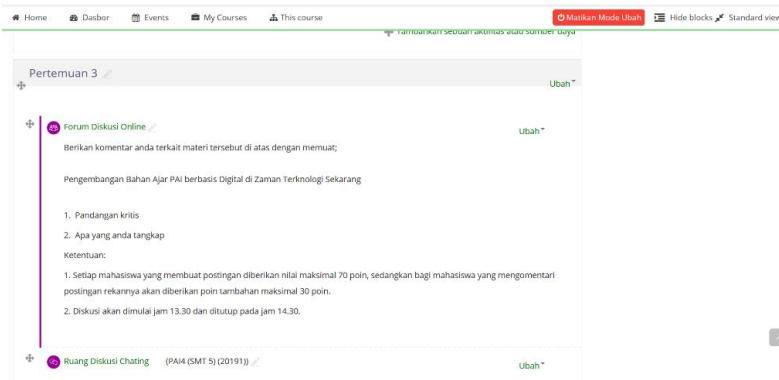 Home Dasbor Events My Courses This course Matikan Mode Ubah Hide blocks Standard view
Tambahkan sebuah aktifitas atau sumber daya
Pertemuan 3
Ubah
Forum Diskusi Online
Ubah
Berikan komentar anda terkait materi tersebut di atas dengan memuat;
Pengembangan Bahan Ajar PAI berbasis Digital di Zaman Terknologi Sekarang
1. Pandangan kritis
2. Apa yang anda tangkap
Ketentuan:
1. Setiap mahasiswa yang membuat postingan diberikan nilai maksimal 70 poin, sedangkan bagi mahasiswa yang mengomentari
postingan rekannya akan diberikan poin tambahan maksimal 30 poin.
2. Diskusi akan dimulai jam 13.30 dan ditutup pada jam 14.30.
Ruang Diskusi Chating (PAI4 (SMT 5) (20191))
Ubah